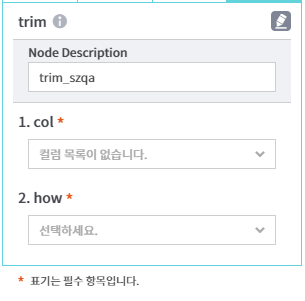 trim
Node Description
trim_szqa
1. col *
컬럼 목록이 없습니다.
2. how *
선택하세요.
* 표기는 필수 항목입니다.